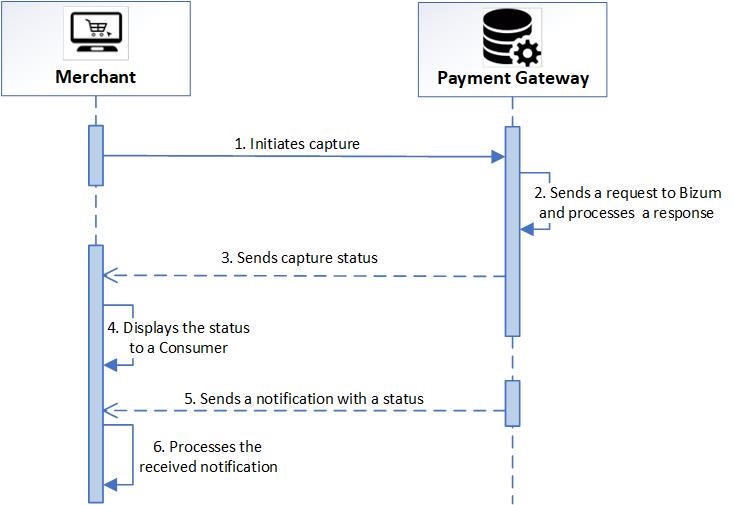 Merchant
Payment Gateway
1. Initiates capture
2. Sends a request to Bizum
and processes a response
3. Sends capture status
4. Displays the status
to a Consumer
5. Sends a notification with a status
6. Processes the
received notification